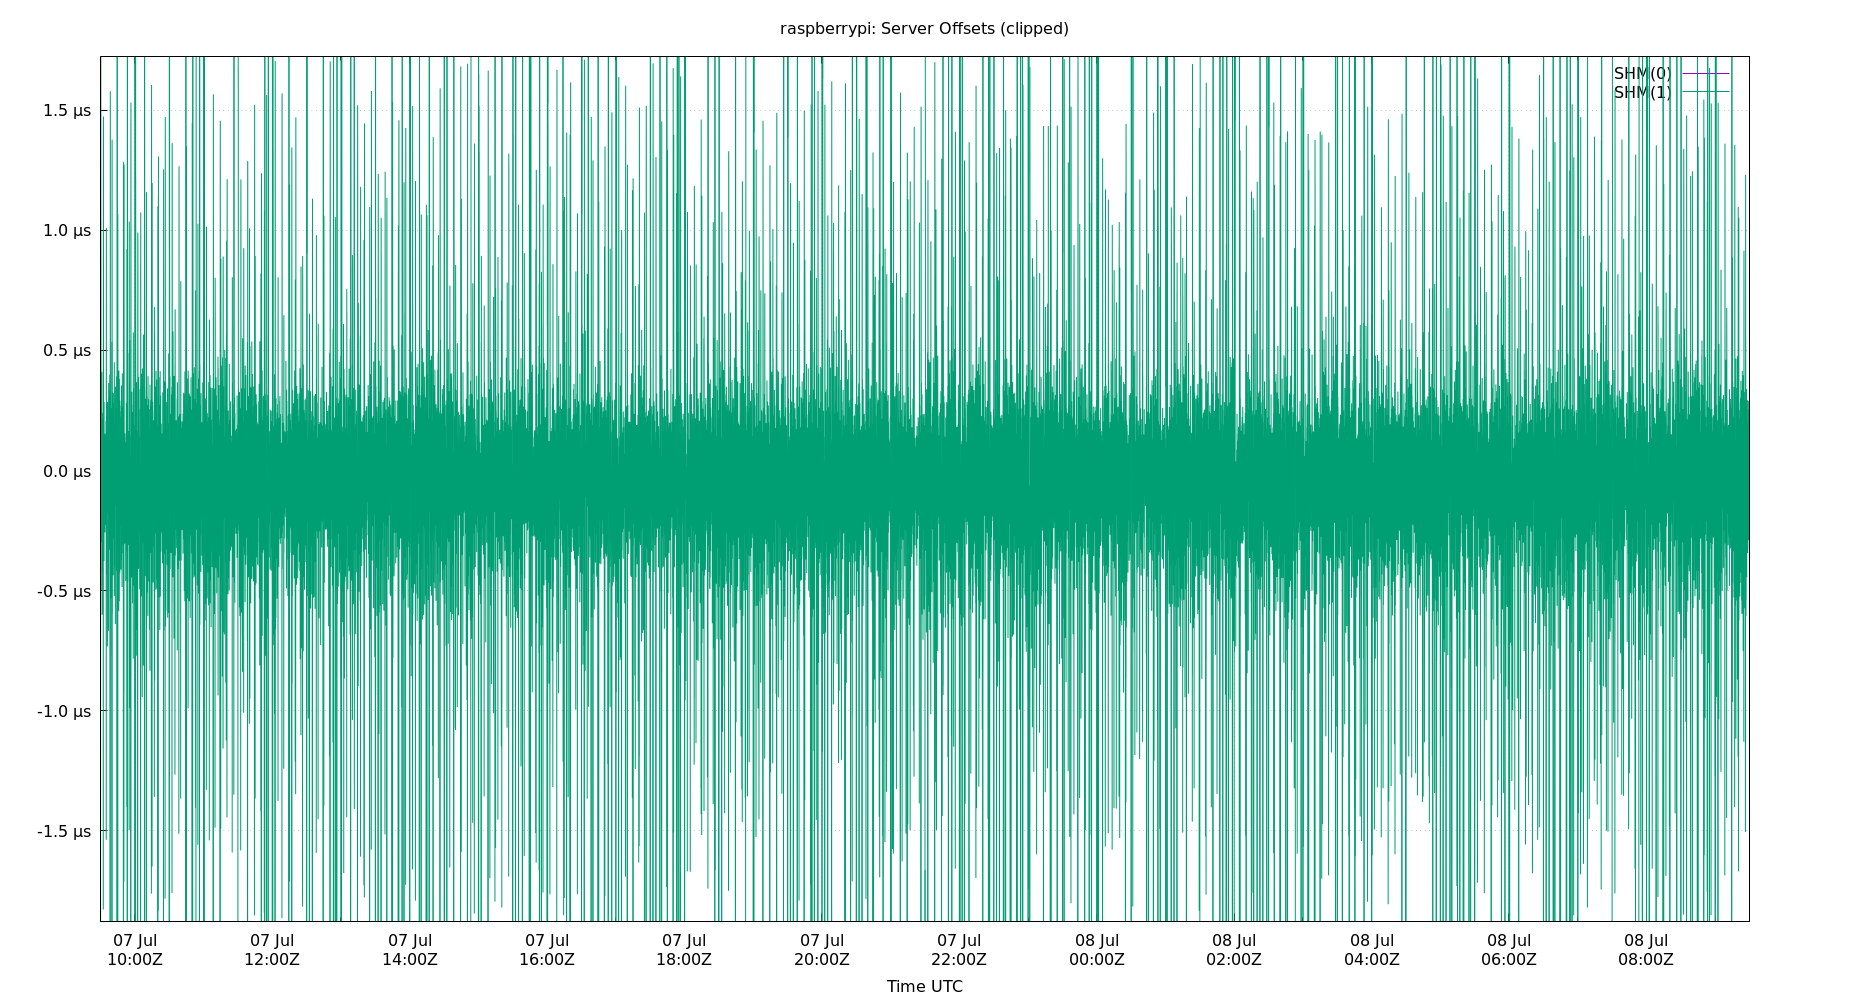 raspberrypi: Server Offsets (clipped)
SHM(0)
SHM(1)
1.5 µs
1.0 µs
0.5 µs
0.0 µs
-0.5 µs
-1.0 µs
-1.5 µs
07 Jul 07 Jul 07 Jul 07 Jul 07 Jul 07 Jul 07 Jul 08 Jul 08 Jul 08 Jul 08 Jul 08 Jul
10:00Z 12:00Z 14:00Z 16:00Z 18:00Z 20:00Z 22:00Z 00:00Z 02:00Z 04:00Z 06:00Z 08:00Z
Time UTC